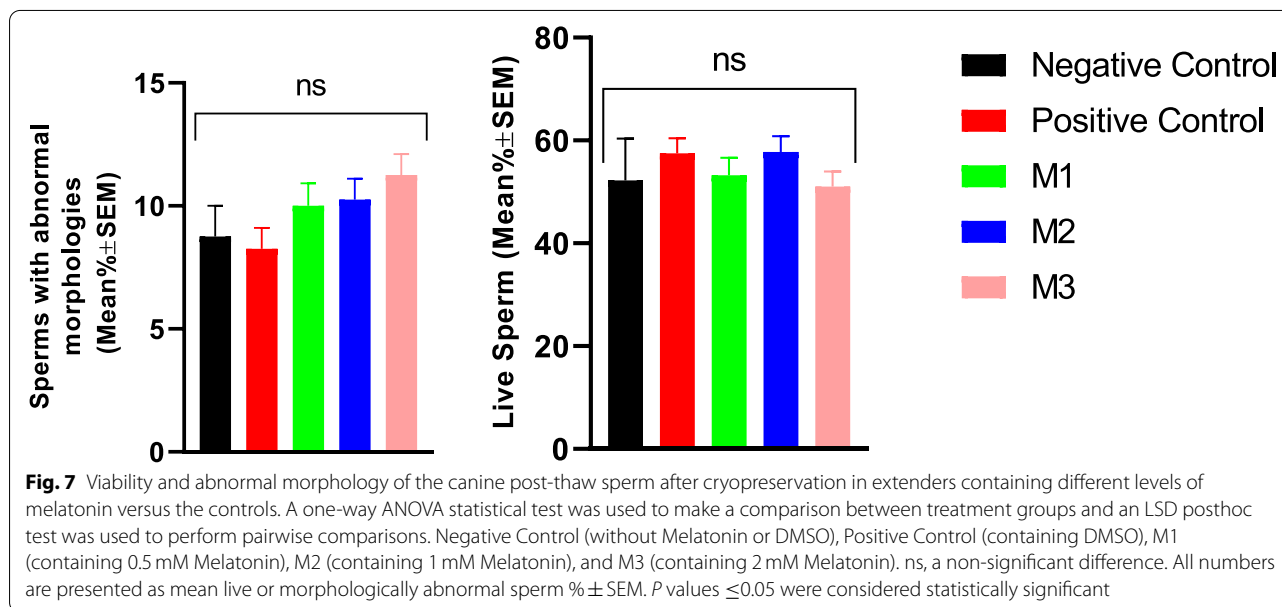 Sperms with abnormal
morphologies
(Mean%±SEM)
15
10
5
0
ns
Live Sperm (Mean%±SEM)
80
60
40
20
0
ns
Negative Control
Positive Control
M1
M2
M3
Fig. 7 Viability and abnormal morphology of the canine post-thaw sperm after cryopreservation in extenders containing different levels of
melatonin versus the controls. A one-way ANOVA statistical test was used to make a comparison between treatment groups and an LSD posthoc
test was used to perform pairwise comparisons. Negative Control (without Melatonin or DMSO), Positive Control (containing DMSO), M1
(containing 0.5 mM Melatonin), M2 (containing 1 mM Melatonin), and M3 (containing 2 mM Melatonin). ns, a non-significant difference. All numbers
are presented as mean live or morphologically abnormal sperm % ± SEM. P values ≤0.05 were considered statistically significant